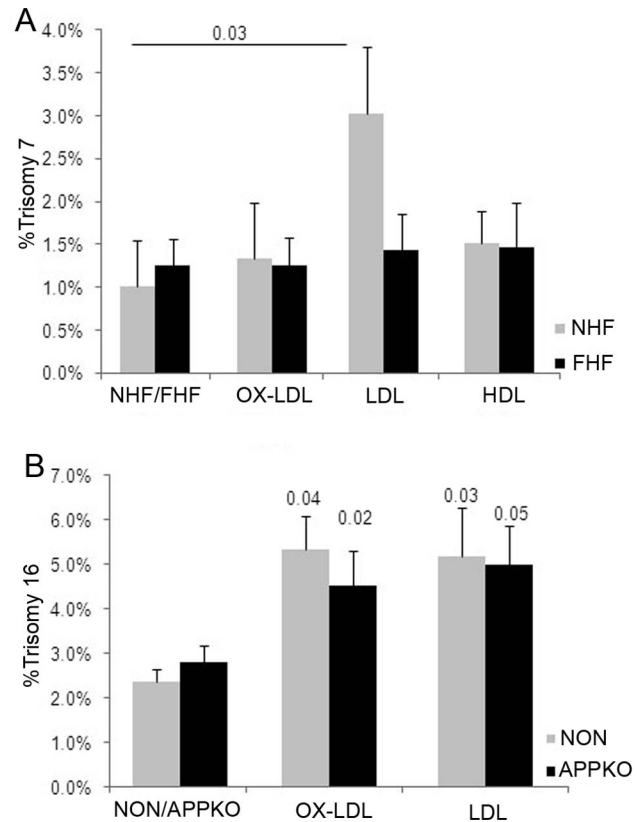 A
0.03
4.0%
3.5%
3.0%
2.5%
2.0%
1.5%
1.0%
0.5%
0.0%
%Trisomy 7
NHF
FHF
NHF/FHF OX-LDL LDL HDL
B
7.0%
6.0%
5.0%
4.0%
3.0%
2.0%
1.0%
0.0%
%Trisomy 16
0.04 0.02 0.03 0.05
NON
APPKO
NON/APPKO OX-LDL LDL